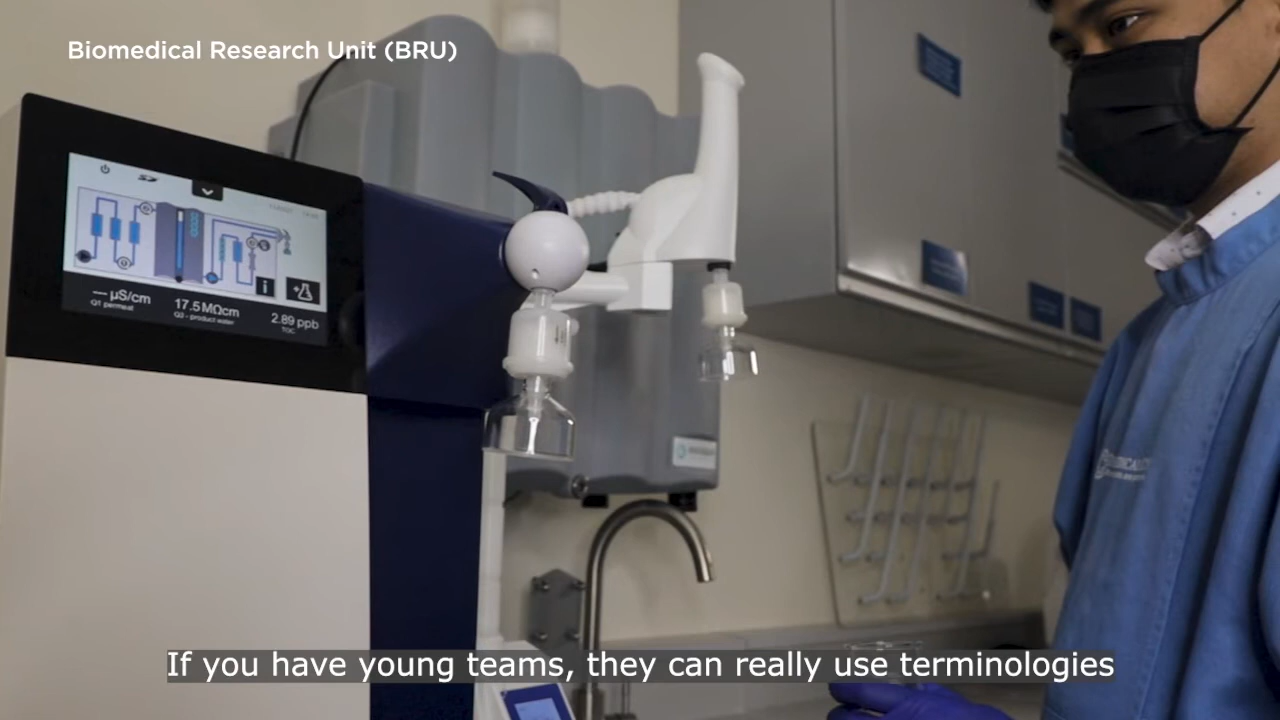 Biomedical Research Unit (BRU)
µS/cm
Q1 permeat
17.5 MΩcm
Q2 - product water
2.89 ppb
TOC
If you have young teams, they can really use terminologies